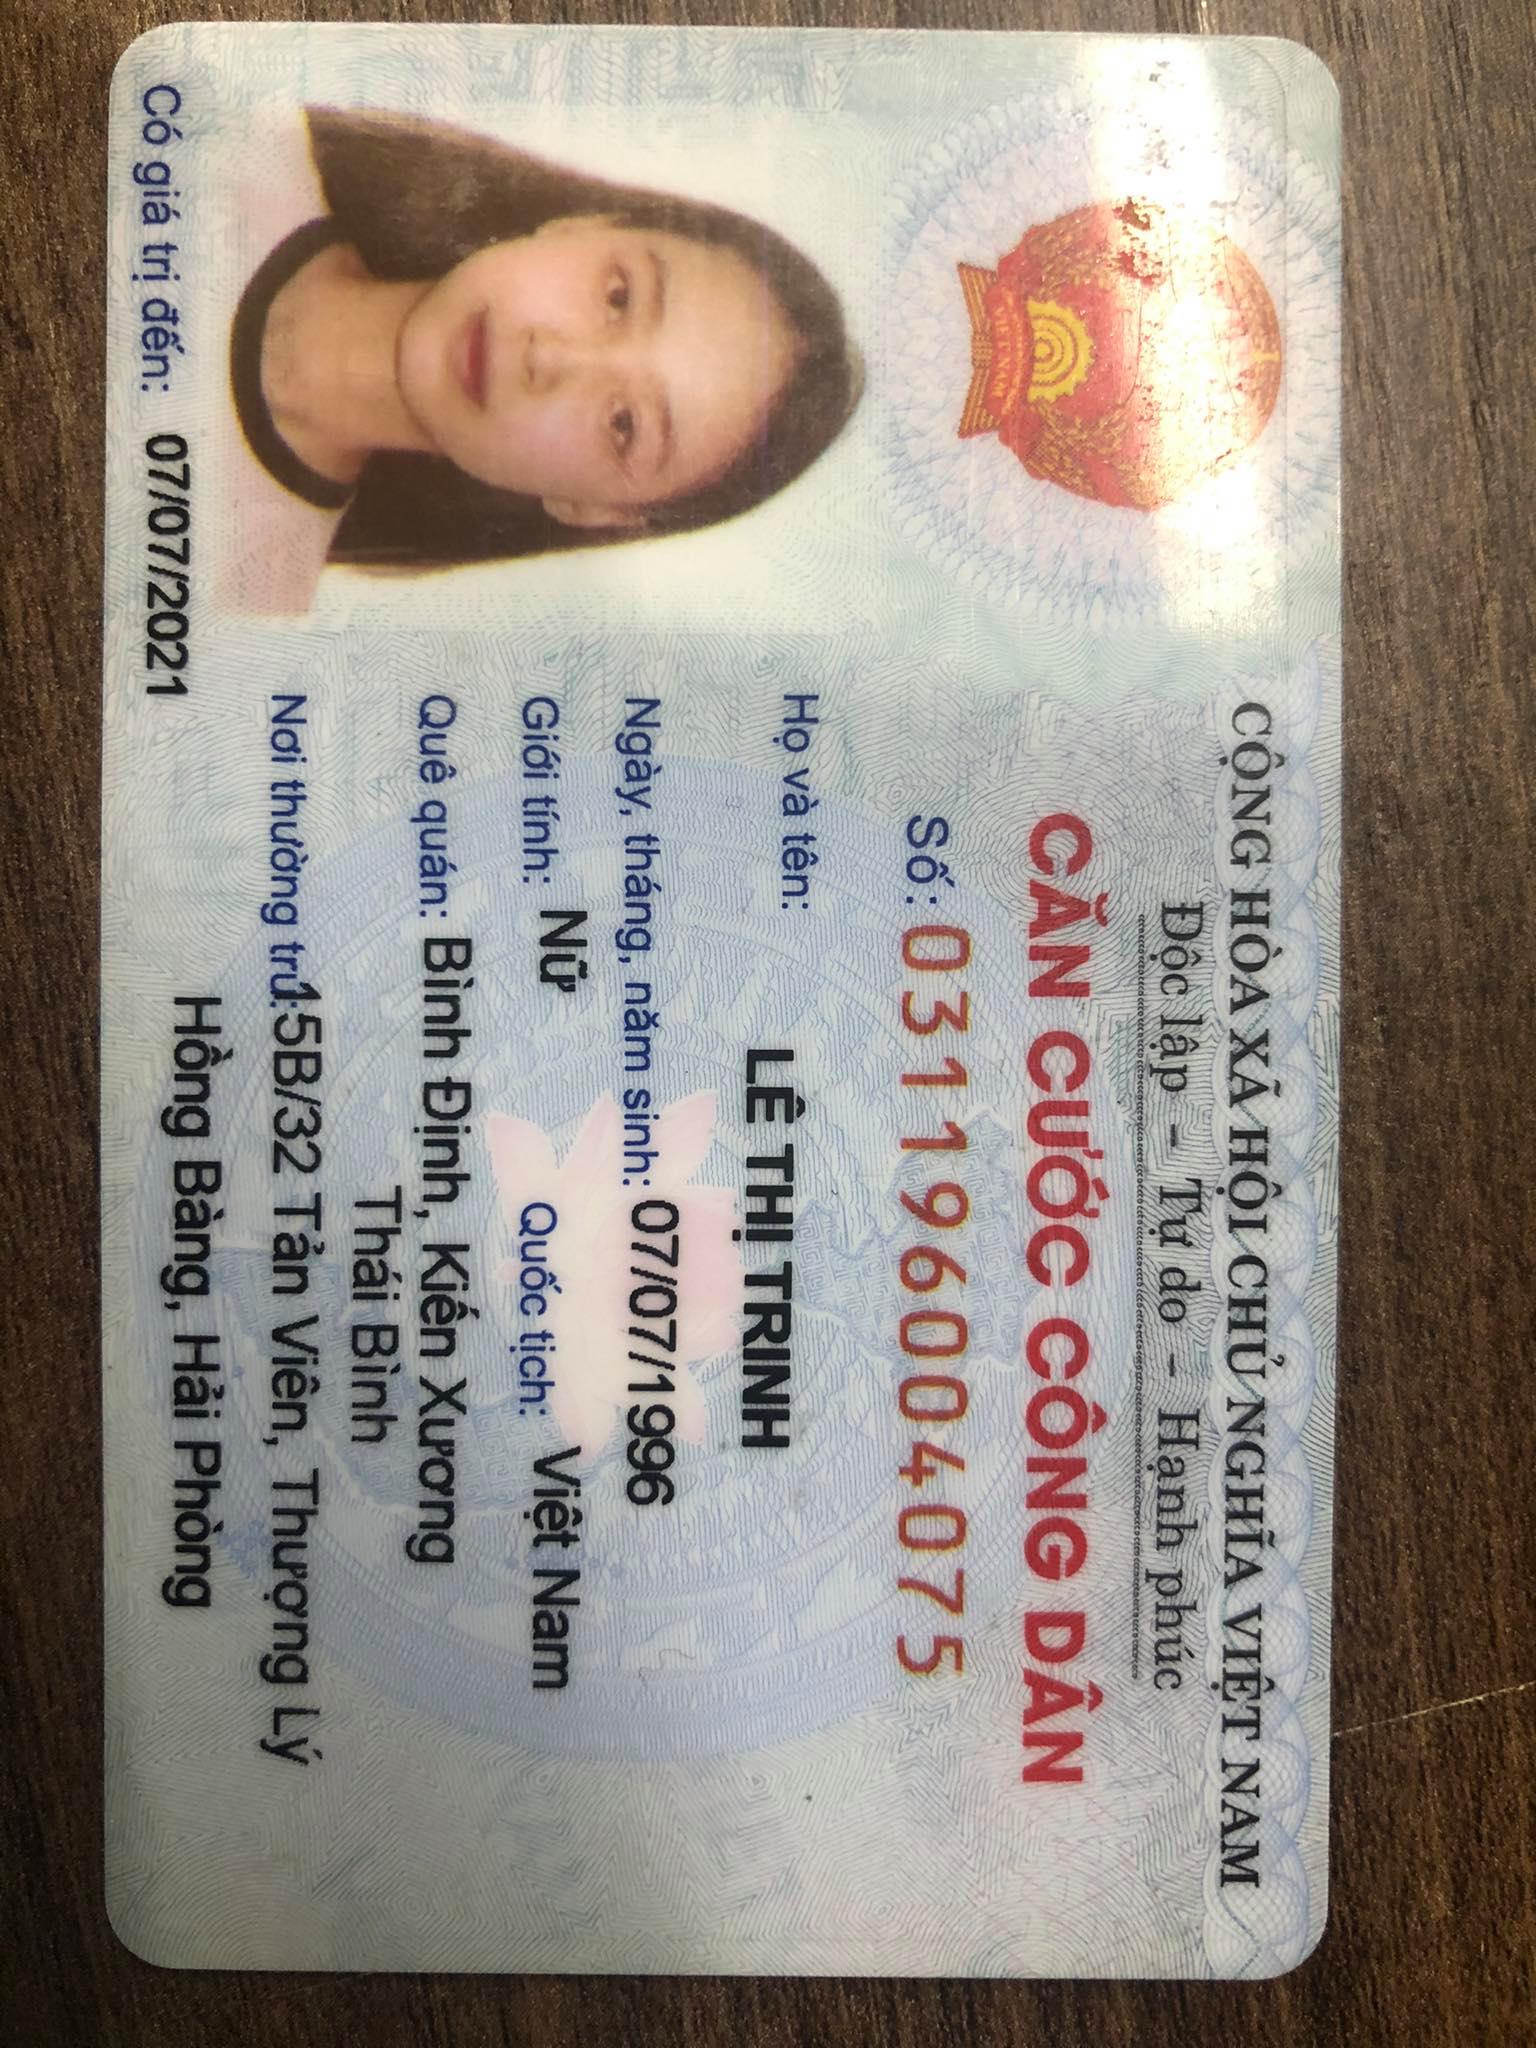 CỘNG HÒA XÃ HỘI CHỦ NGHĨA VIỆT NAM
Độc lập - Tự do - Hạnh phúc
CĂN CƯỚC CÔNG DÂN
Số: 031196004075
Họ và tên:
LÊ THỊ TRINH
Ngày, tháng, năm sinh: 07/07/1996
Giới tính: Nữ Quốc tịch: Việt Nam
Quê quán: Bình Định, Kiến Xương
Thái Bình
Nơi thường trú: 15B/32 Tản Viên, Thượng Lý
Hồng Bàng, Hải Phòng
Có giá trị đến: 07/07/2021
VIỆT NAM